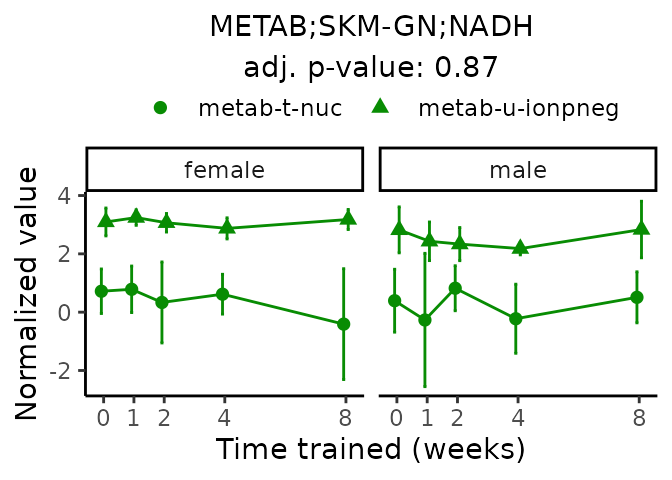 METAB;SKM-GN;NADH
adj. p-value: 0.87
metab-t-nuc metab-u-ionpneg
female male
Normalized value
4
2
0
-2
0 1 2 4 8 0 1 2 4 8
Time trained (weeks)